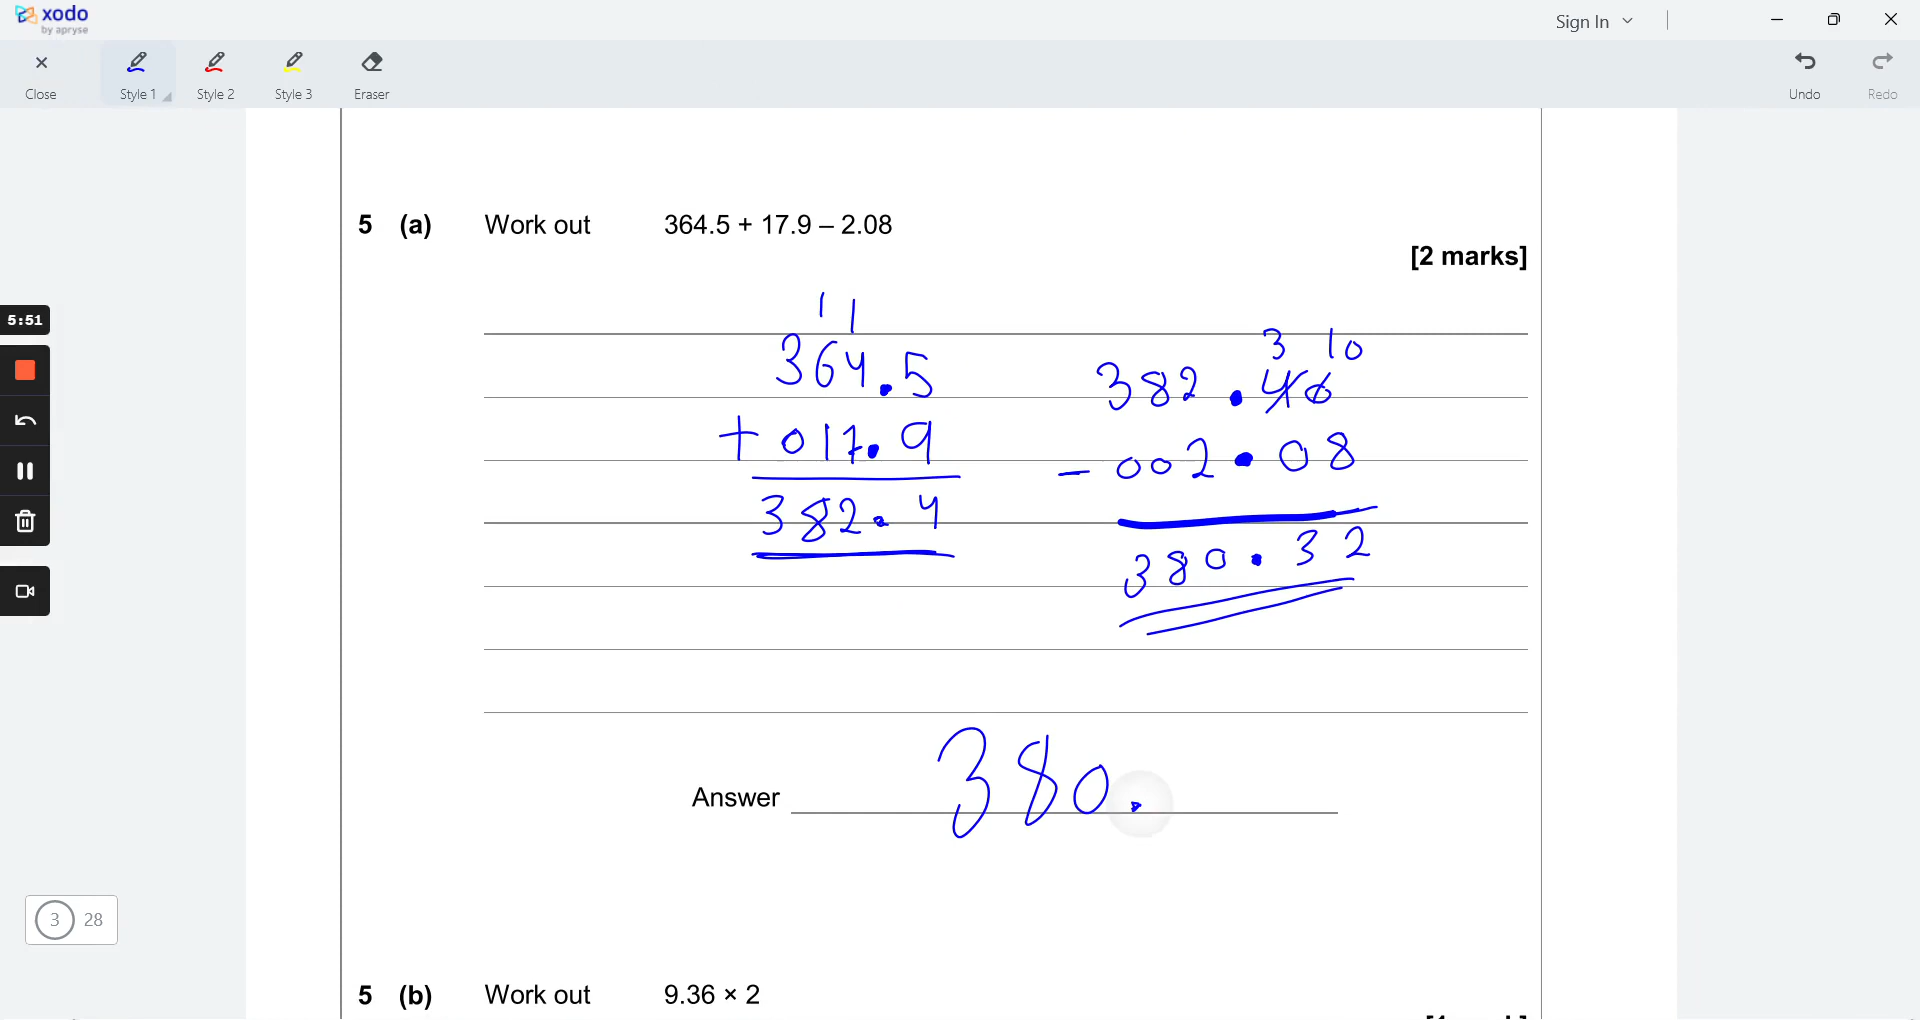 xodo
by apryse
Sign In
Close
Style 1
Style 2
Style 3
Eraser
Undo
Redo
5 (a) Work out 364.5 + 17.9 – 2.08
[2 marks]
5:51
1 1
364.5
+ 017.9
382.4
3 10
382.40
- 002.08
380.32
Answer 380.
3 28
5 (b) Work out 9.36 × 2